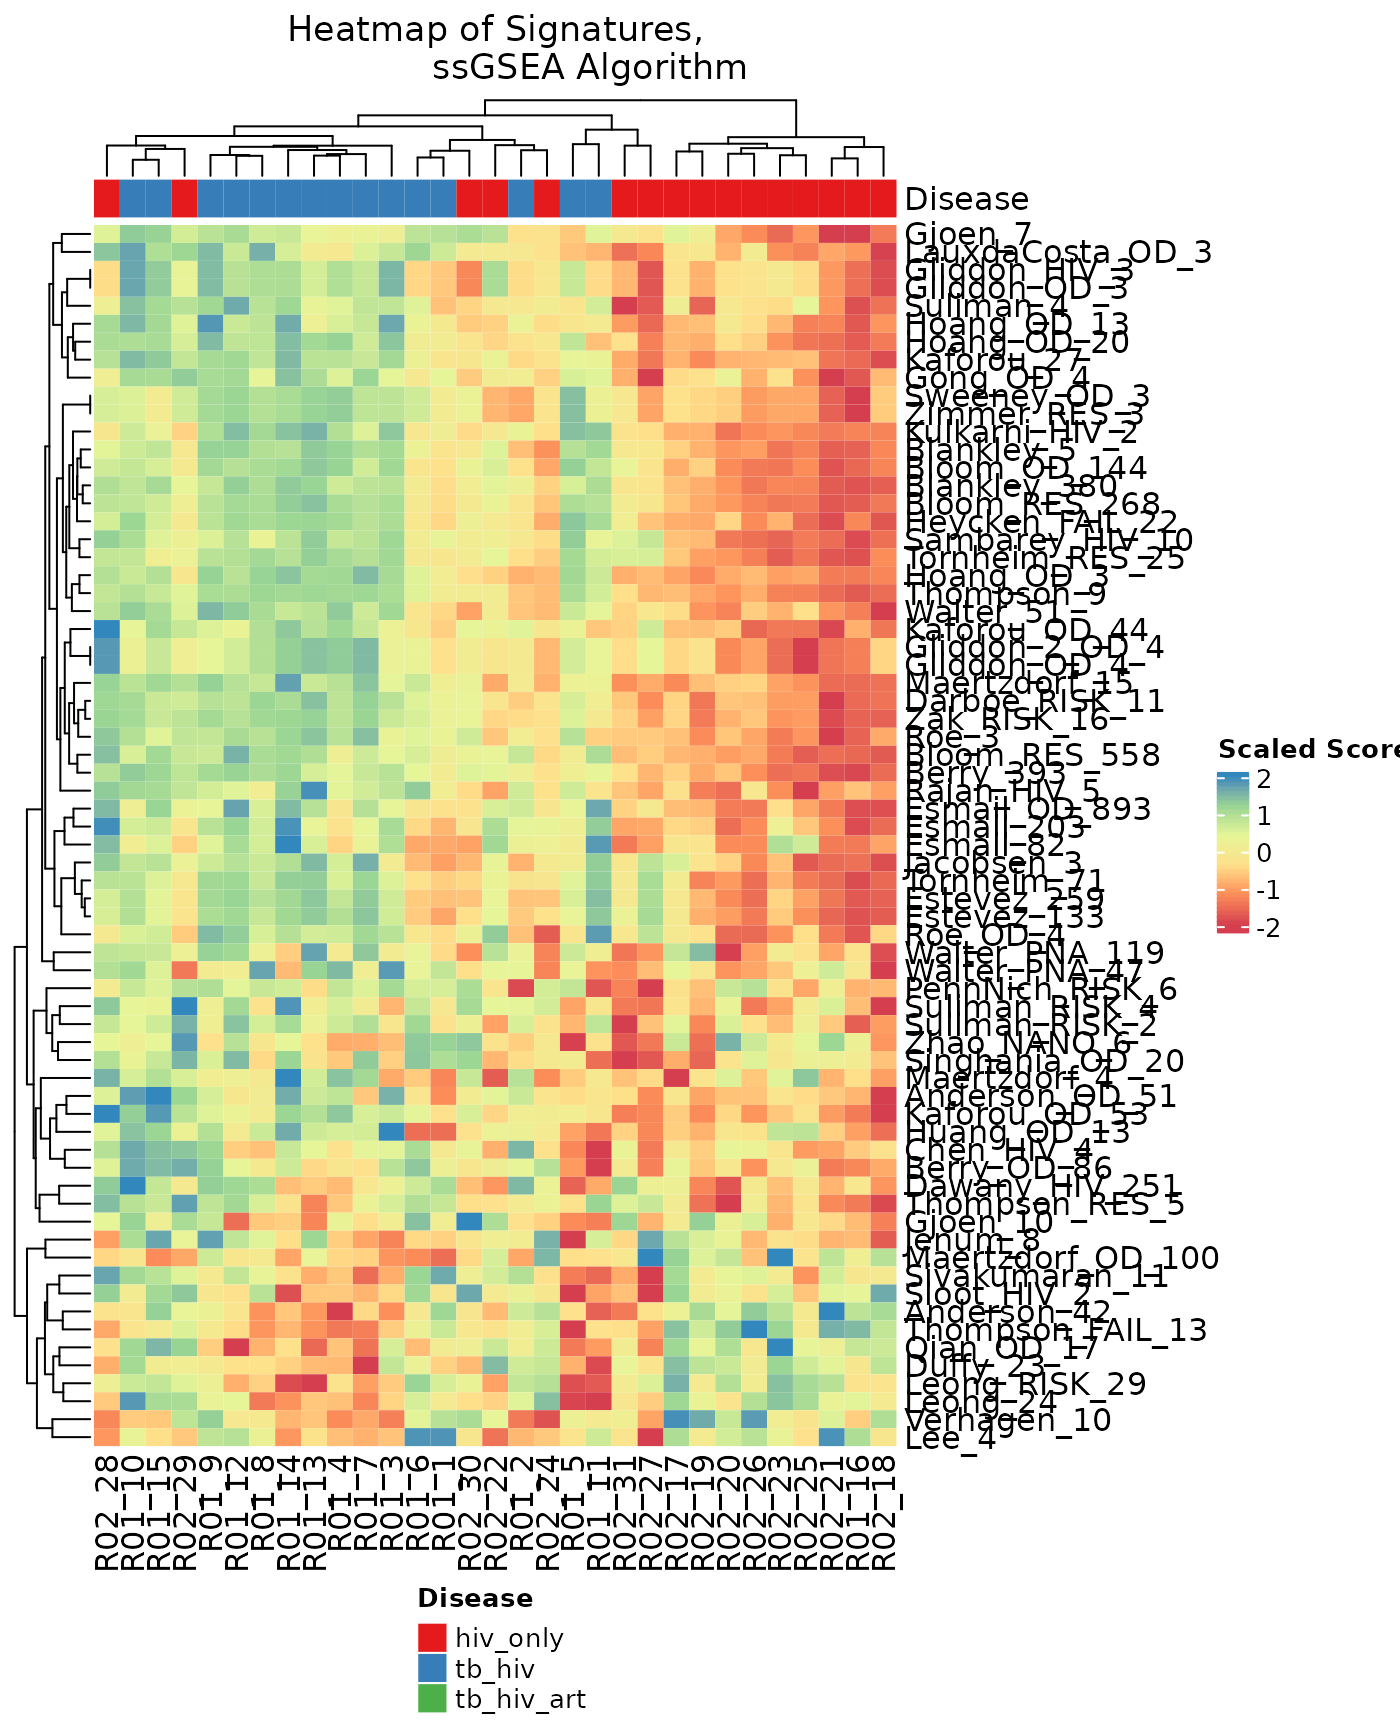 Heatmap of Signatures,
ssGSEA Algorithm
Disease
Gjoen_7
LauxdaCosta_OD_3
Gliddon_HIV_3
Gliddon_OD_3
Suliman_4
Hoang_OD_13
Hoang_OD_20
Kaforou_27
Gong_OD_4
Sweeney_OD_3
Zimmer_RES_3
Kulkarni_HIV_2
Blankley_5
Bloom_OD_144
Blankley_380
Bloom_RES_268
Heycken_FAIL_22
Sambarey_HIV_10
Tornheim_RES_25
Hoang_OD_3
Thompson_9
Walter_51
Kaforou_OD_44
Gliddon_2_OD_4
Gliddon_OD_4
Maertzdorf_15
Darboe_RISK_11
Zak_RISK_16
Roe_3
Bloom_RES_558
Berry_393
Rajan_HIV_5
Esmail_OD_893
Esmail_203
Esmail_82
Jacobsen_3
Tornheim_71
Estevez_259
Estevez_133
Roe_OD_4
Walter_PNA_119
Walter_PNA_47
PennNich_RISK_6
Suliman_RISK_4
Suliman_RISK_2
Zhao_NANO_6
Singhania_OD_20
Maertzdorf_4
Anderson_OD_51
Kaforou_OD_53
Huang_OD_13
Chen_HIV_4
Berry_OD_86
Dawany_HIV_251
Thompson_RES_5
Gjoen_10
Jenum_8
Maertzdorf_OD_100
Sivakumaran_11
Sloot_HIV_2
Anderson_42
Thompson_FAIL_13
Qian_OD_17
Duffy_23
Leong_RISK_29
Leong_24
Verhagen_10
Lee_4
Scaled Score
2
1
0
-1
-2
R02_28
R01_10
R01_15
R02_29
R01_9
R01_12
R01_8
R01_14
R01_13
R01_4
R01_7
R01_3
R01_6
R01_1
R02_30
R02_22
R01_2
R02_24
R01_5
R01_11
R02_31
R02_27
R02_17
R02_19
R02_20
R02_26
R02_23
R02_25
R02_21
R01_16
R02_18
Disease
hiv_only
tb_hiv
tb_hiv_art